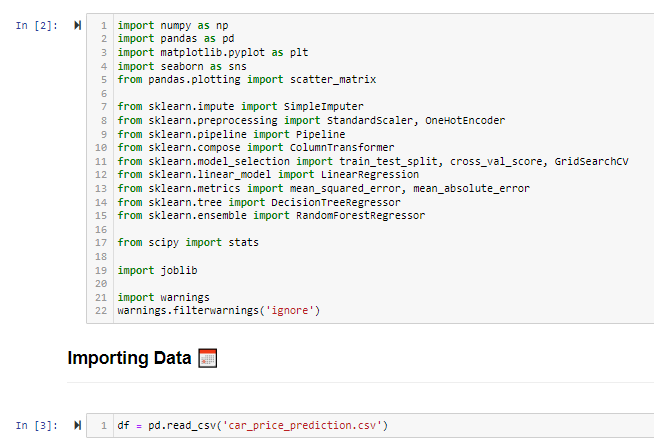 In [2]:
1 import numpy as np
2 import pandas as pd
3 import matplotlib.pyplot as plt
4 import seaborn as sns
5 from pandas.plotting import scatter_matrix
6
7 from sklearn.impute import SimpleImputer
8 from sklearn.preprocessing import StandardScaler, OneHotEncoder
9 from sklearn.pipeline import Pipeline
10 from sklearn.compose import ColumnTransformer
11 from sklearn.model_selection import train_test_split, cross_val_score, GridSearchCV
12 from sklearn.linear_model import LinearRegression
13 from sklearn.metrics import mean_squared_error, mean_absolute_error
14 from sklearn.tree import DecisionTreeRegressor
15 from sklearn.ensemble import RandomForestRegressor
16
17 from scipy import stats
18
19 import joblib
20
21 import warnings
22 warnings.filterwarnings('ignore')
Importing Data
In [3]:
1 df = pd.read_csv('car_price_prediction.csv')